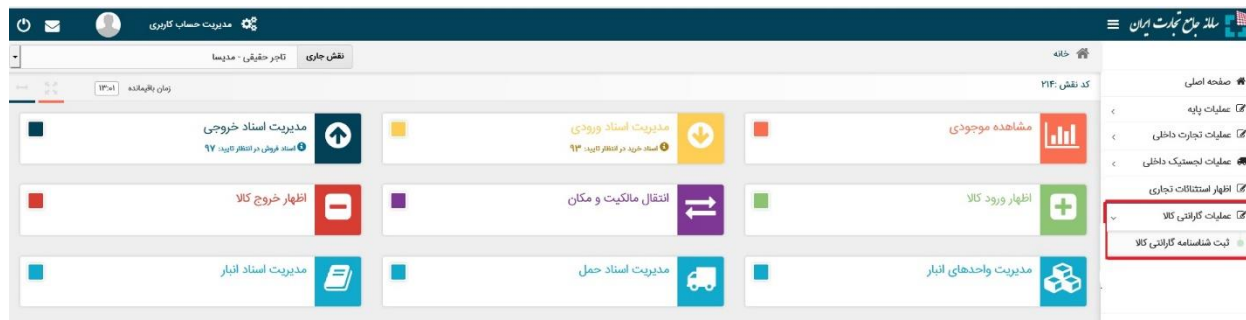 سامانه جامع تجارت ایران
مدیریت حساب کاربری
خانه
نقش جاری
تاجر حقیقی - مدیسا
کد نقش :۲۱۴
زمان باقیمانده ۱۳:۰۱
صفحه اصلی
عملیات پایه
عملیات تجارت داخلی
عملیات لجستیک داخلی
اظهار استثنائات تجاری
عملیات گارانتی کالا
ثبت شناسنامه گارانتی کالا
مشاهده موجودی
مدیریت اسناد ورودی
اسناد خرید در انتظار تایید: ۹۳
مدیریت اسناد خروجی
اسناد فروش در انتظار تایید: ۹۷
اظهار ورود کالا
انتقال مالکیت و مکان
اظهار خروج کالا
مدیریت واحدهای انبار
مدیریت اسناد حمل
مدیریت اسناد انبار